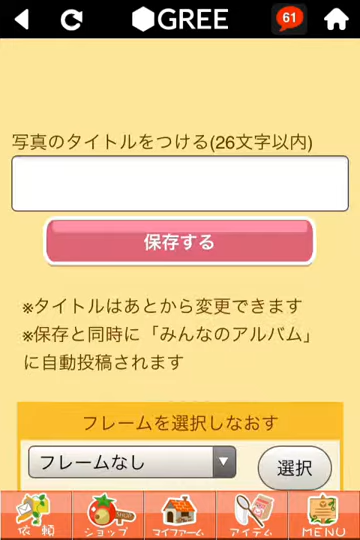 GREE
61
写真のタイトルをつける(26文字以内)
保存する
※タイトルはあとから変更できます
※保存と同時に「みんなのアルバム」
に自動投稿されます
フレームを選択しなおす
フレームなし
選択
依頼
SHOP
ショップ
マイファーム
アイテム
MENU